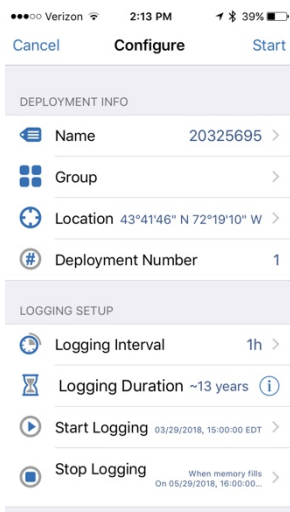 Verizon 2:13 PM 39%
Cancel Configure Start
DEPLOYMENT INFO
Name 20325695
Group
Location 43°41'46" N 72°19'10" W
# Deployment Number 1
LOGGING SETUP
Logging Interval 1h
Logging Duration ~13 years i
Start Logging 03/29/2018, 15:00:00 EDT
Stop Logging When memory fills
On 05/29/2018, 16:00:00...